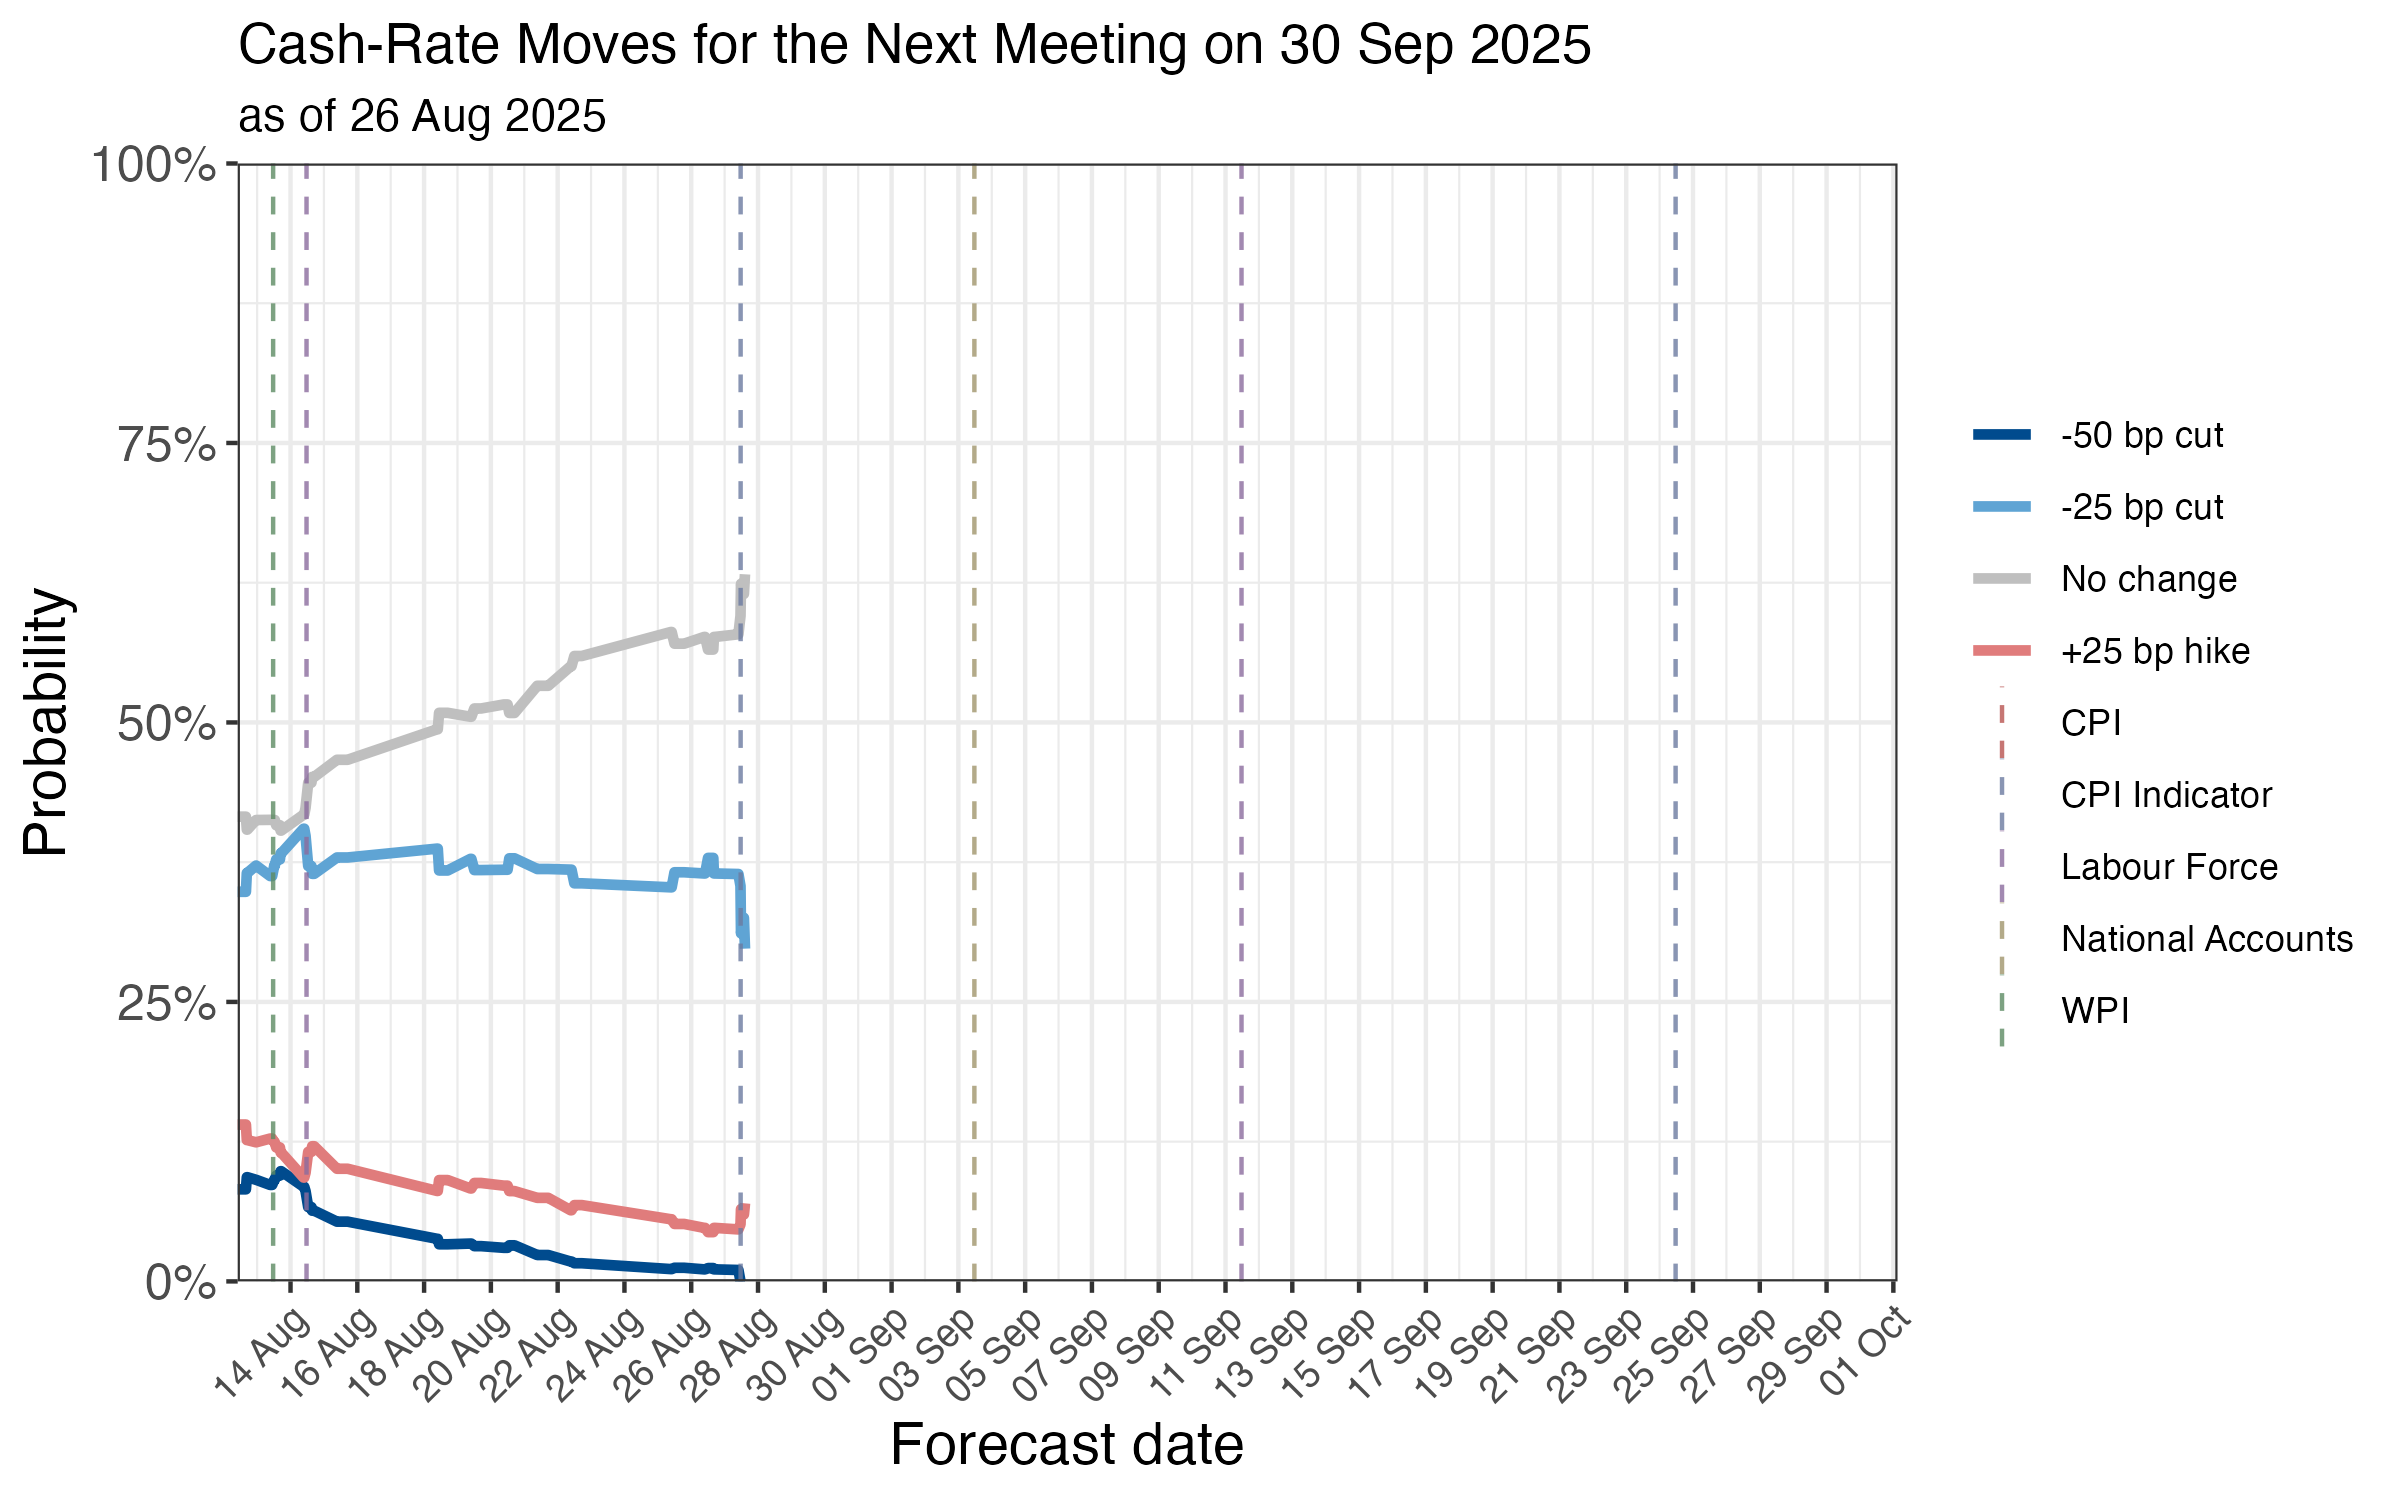 Cash-Rate Moves for the Next Meeting on 30 Sep 2025
as of 26 Aug 2025
100%
75%
50%
25%
0%
Probability
14 Aug
16 Aug
18 Aug
20 Aug
22 Aug
24 Aug
26 Aug
28 Aug
30 Aug
01 Sep
03 Sep
05 Sep
07 Sep
09 Sep
11 Sep
13 Sep
15 Sep
17 Sep
19 Sep
21 Sep
23 Sep
25 Sep
27 Sep
29 Sep
01 Oct
Forecast date
-50 bp cut
-25 bp cut
No change
+25 bp hike
CPI
CPI Indicator
Labour Force
National Accounts
WPI